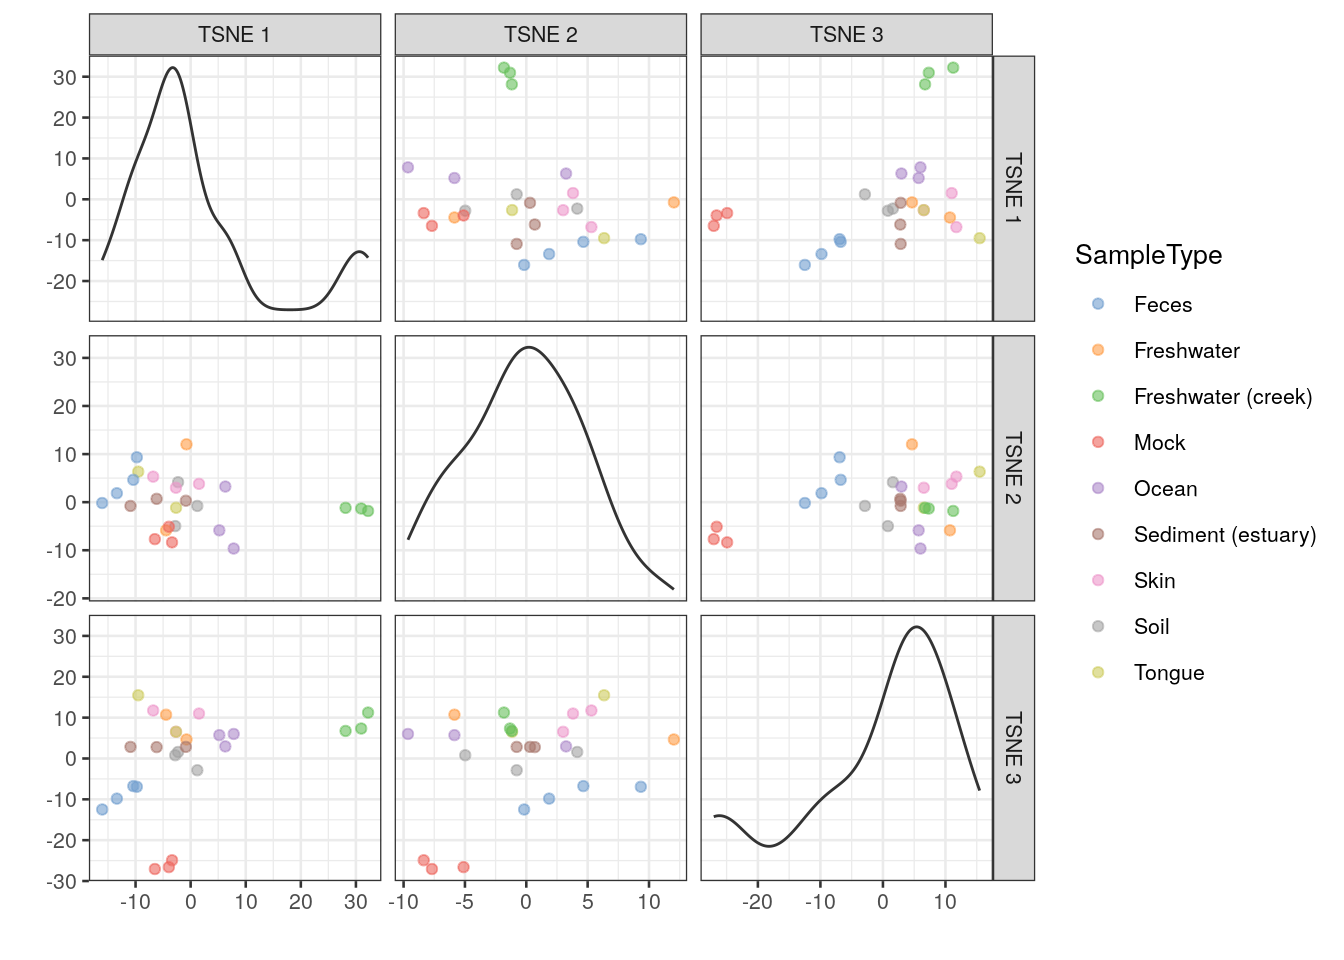 TSNE 1 TSNE 2 TSNE 3
30
20
10
0
-10
-20
TSNE 1
30
20
10
0
-10
-20
TSNE 2
30
20
10
0
-10
-20
-30
TSNE 3
-10 0 10 20 30 -10 -5 0 5 10 -20 -10 0 10
SampleType
Feces
Freshwater
Freshwater (creek)
Mock
Ocean
Sediment (estuary)
Skin
Soil
Tongue